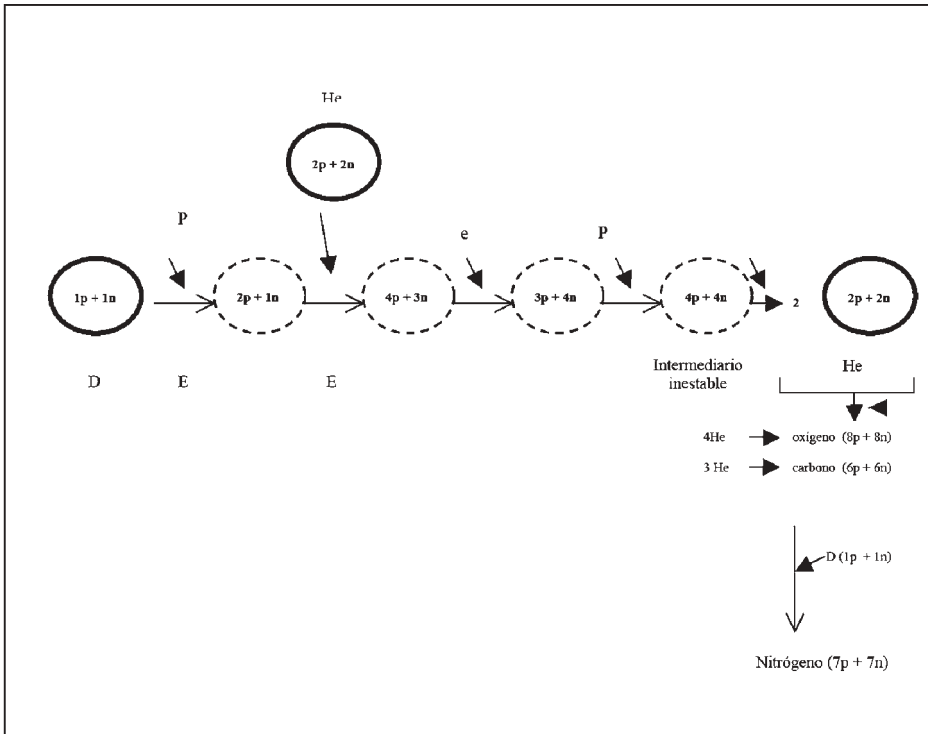 He
2p + 2n
P
e
P
1p + 1n
2p + 1n
4p + 3n
3p + 4n
4p + 4n
2
2p + 2n
D
E
E
Intermediario
inestable
He
4He
oxígeno (8p + 8n)
3 He
carbono (6p + 6n)
D (1p + 1n)
Nitrógeno (7p + 7n)